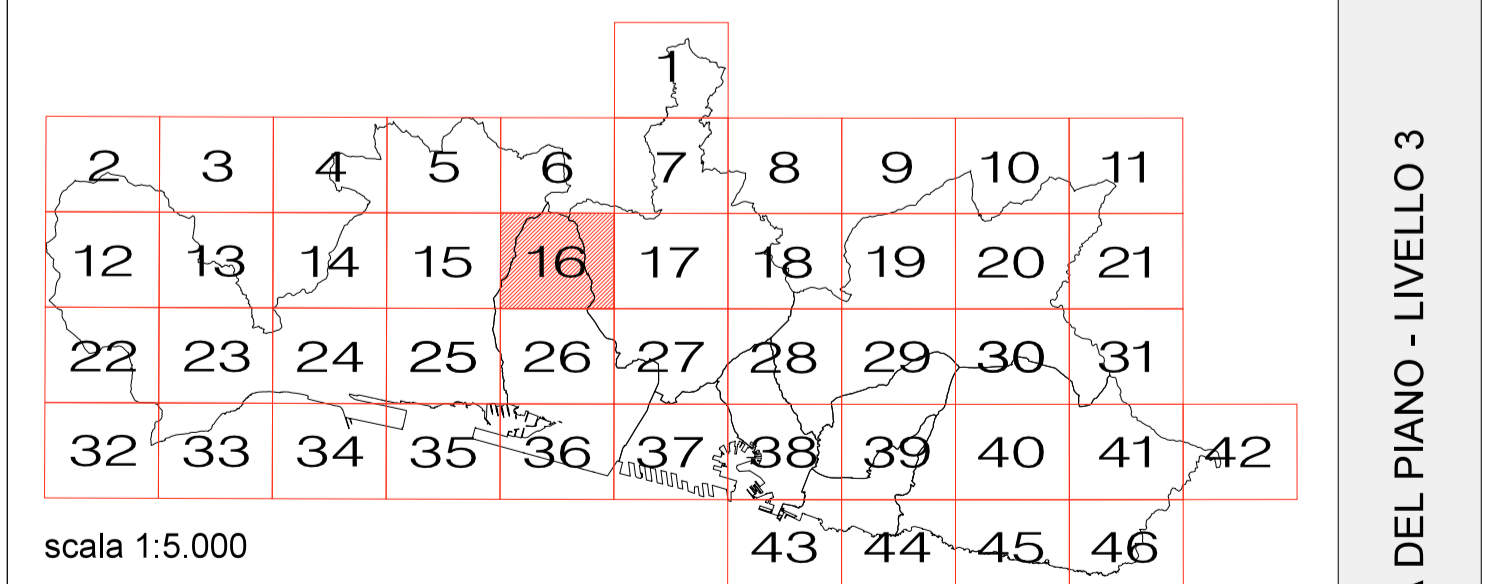 1
2 3 4 5 6 7 8 9 10 11
12 13 14 15 16 17 18 19 20 21
22 23 24 25 26 27 28 29 30 31
32 33 34 35 36 37 38 39 40 41 42
43 44 45 46
scala 1:5.000
DEL PIANO - LIVELLO 3